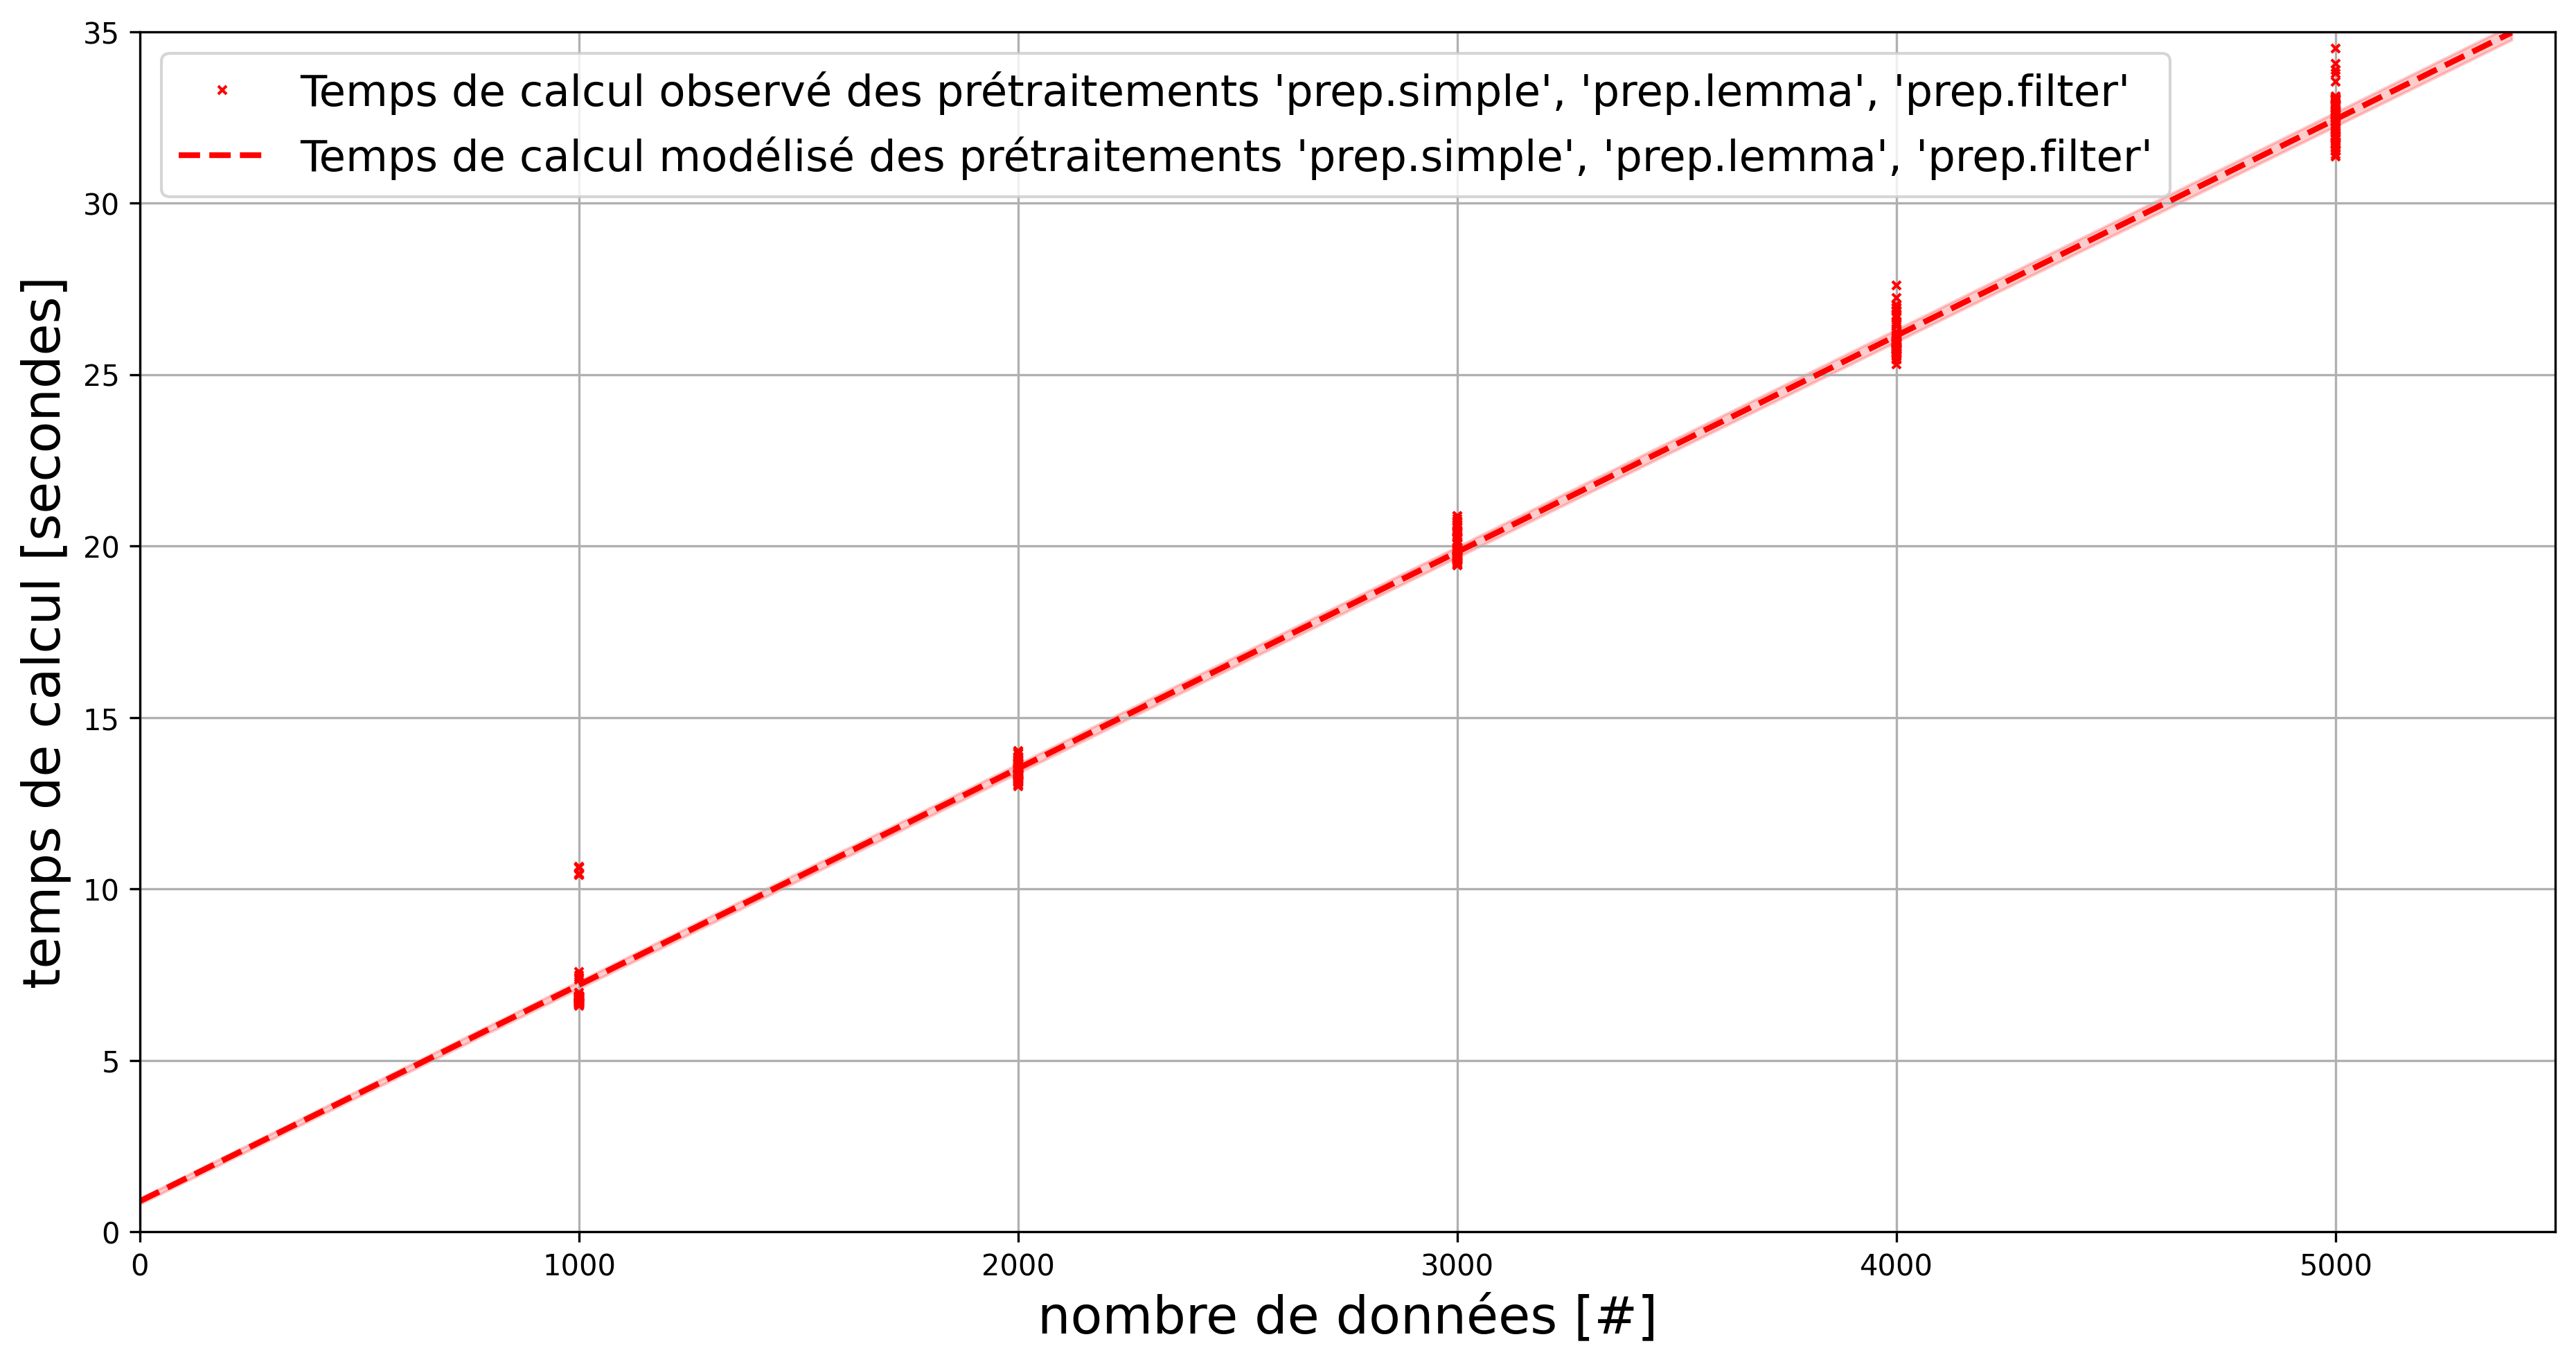 Temps de calcul observé des prétraitements 'prep.simple', 'prep.lemma', 'prep.filter'
Temps de calcul modélisé des prétraitements 'prep.simple', 'prep.lemma', 'prep.filter'
temps de calcul [secondes]
35
30
25
20
15
10
5
0
0 1000 2000 3000 4000 5000
nombre de données [#]